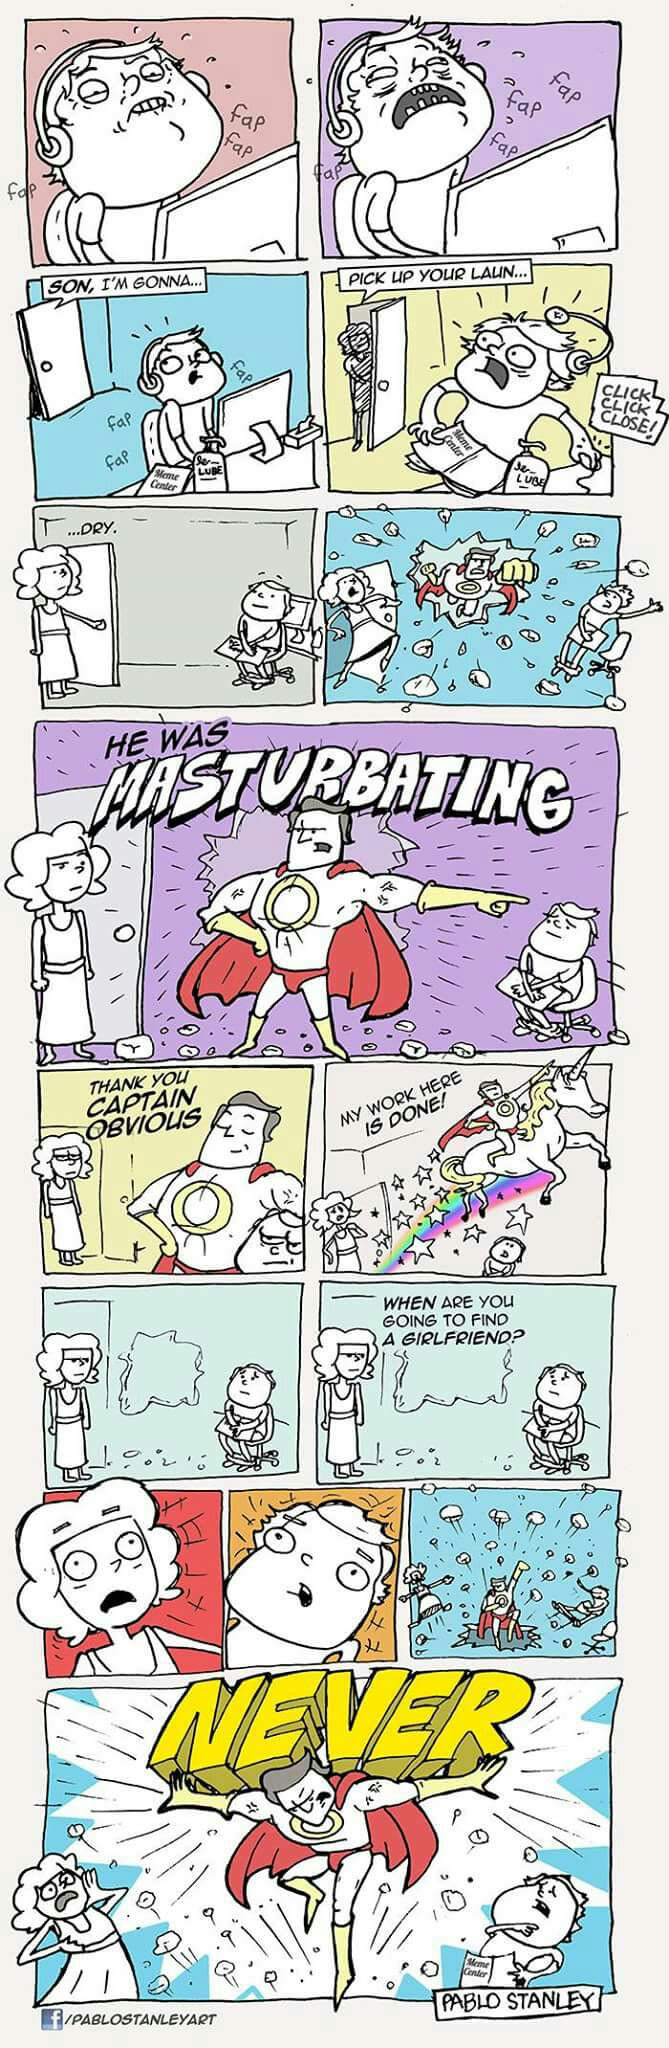 fap
fap
fap
fap
fap
fap
fap
SON, I'M GONNA...
fap
fap
fap
LUBE
Meme
Center
PICK UP YOUR LAUN...
CLICK
CLICK
CLOSE!
Meme
Center
LUBE
...DRY.
HE WAS
MASTURBATING
THANK YOU
CAPTAIN
OBVIOUS
MY WORK HERE
IS DONE!
WHEN ARE YOU
GOING TO FIND
A GIRLFRIEND?
NEVER
Meme
Center
PABLO STANLEY
f /PABLOSTANLEYART